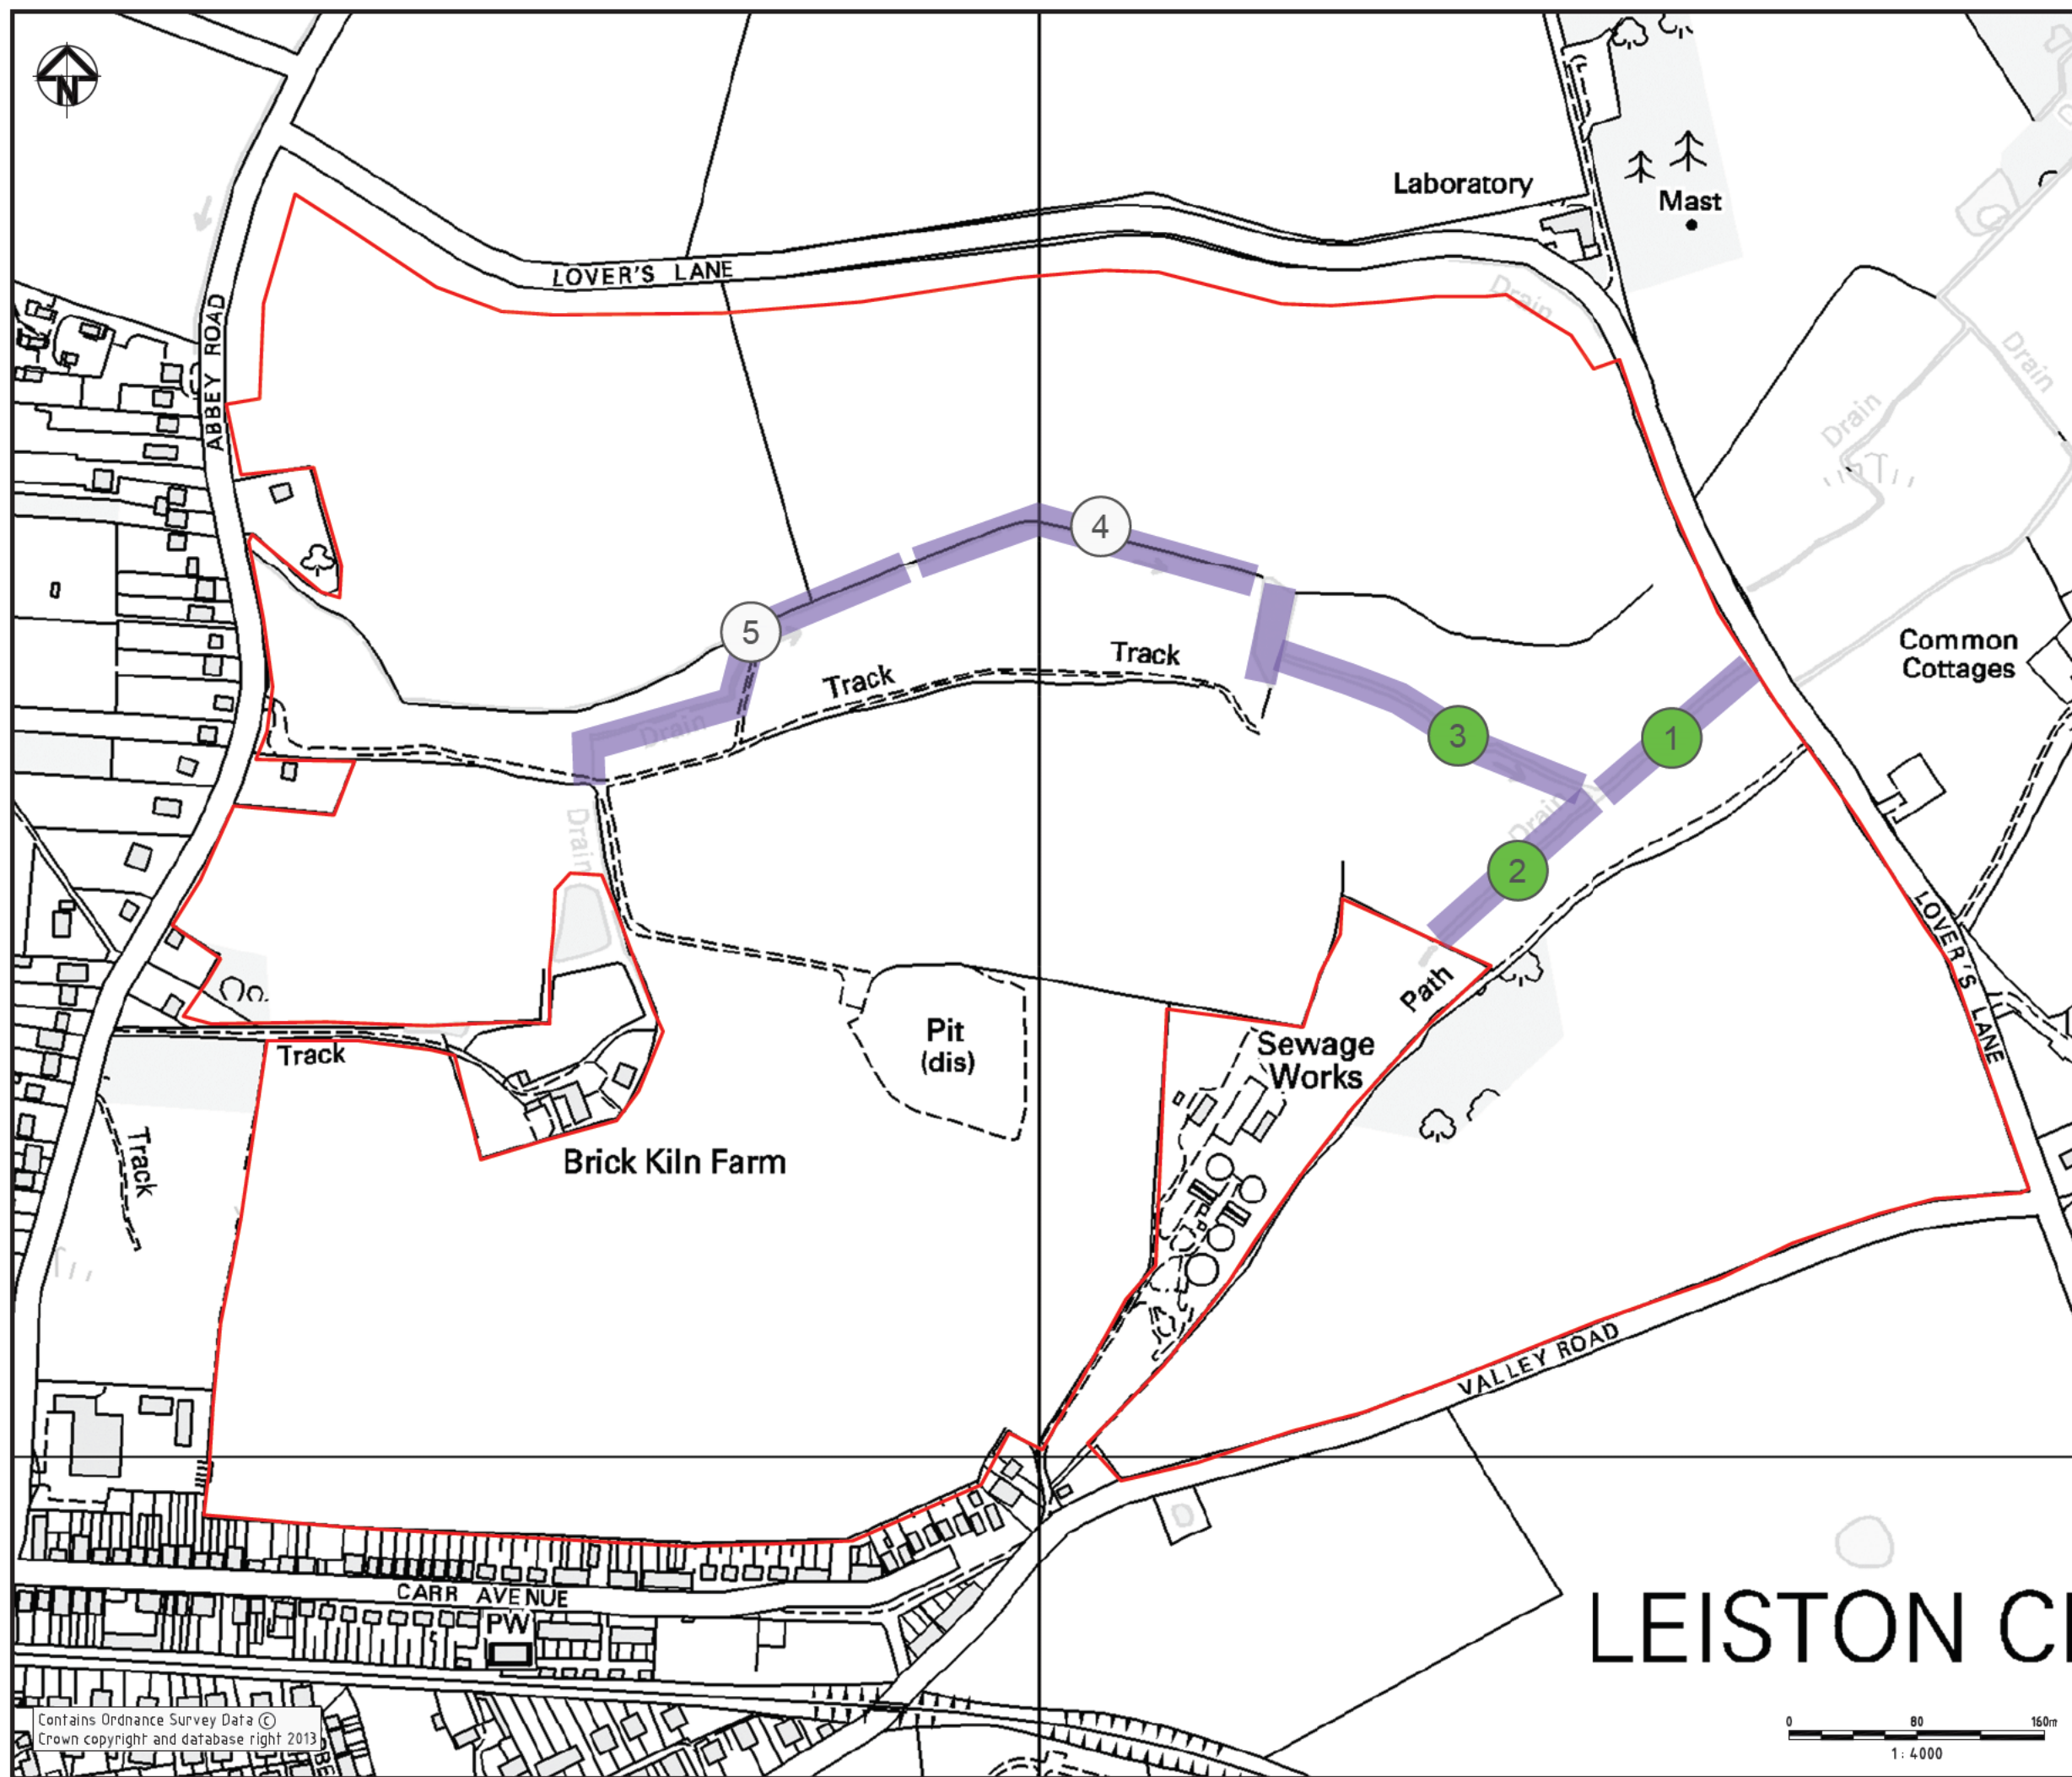 N
Laboratory
Mast
Drain
LOVER'S LANE
ABBEY ROAD
Drain
Drain
4
5
Track
Track
Common
Cottages
Drain
3
1
Drain
Drain
2
LOVER'S LANE
Path
Pit
(dis)
Sewage
Works
Track
Track
Brick Kiln Farm
VALLEY ROAD
CARR AVENUE
PW
LEISTON
Contains Ordnance Survey Data ©
Crown copyright and database right 2013
0 80 160m
1 : 4000